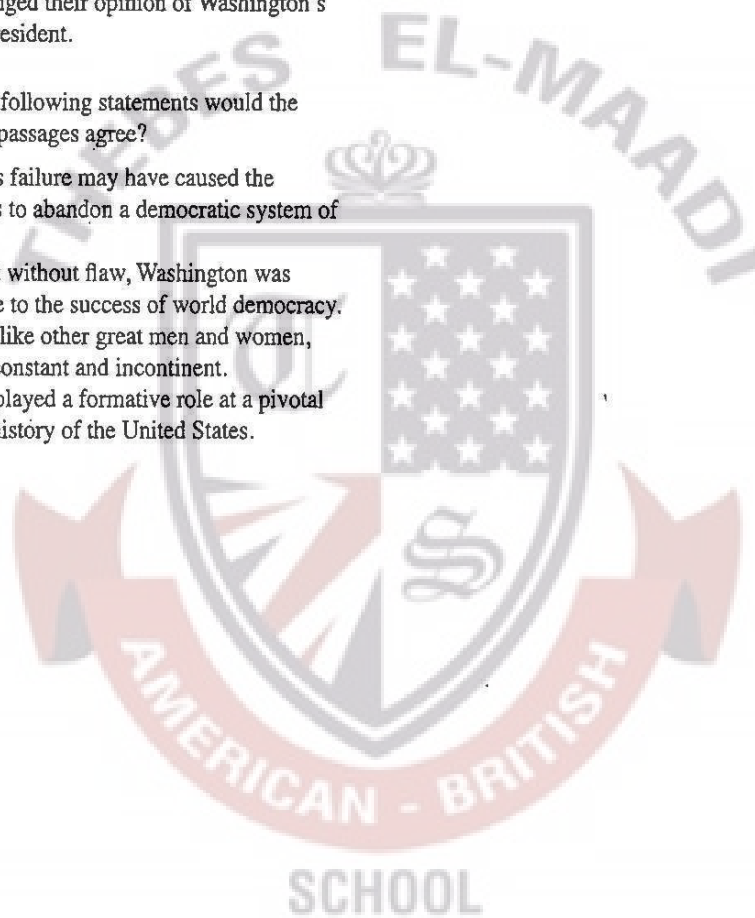 nged their opinion of Washington's
esident.
following statements would the
passages agree?
s failure may have caused the
s to abandon a democratic system of
without flaw, Washington was
e to the success of world democracy.
like other great men and women,
onstant and incontinent.
played a formative role at a pivotal
istory of the United States.
THEBES EL-MAADI
T
S
AMERICAN - BRITISH
SCHOOL